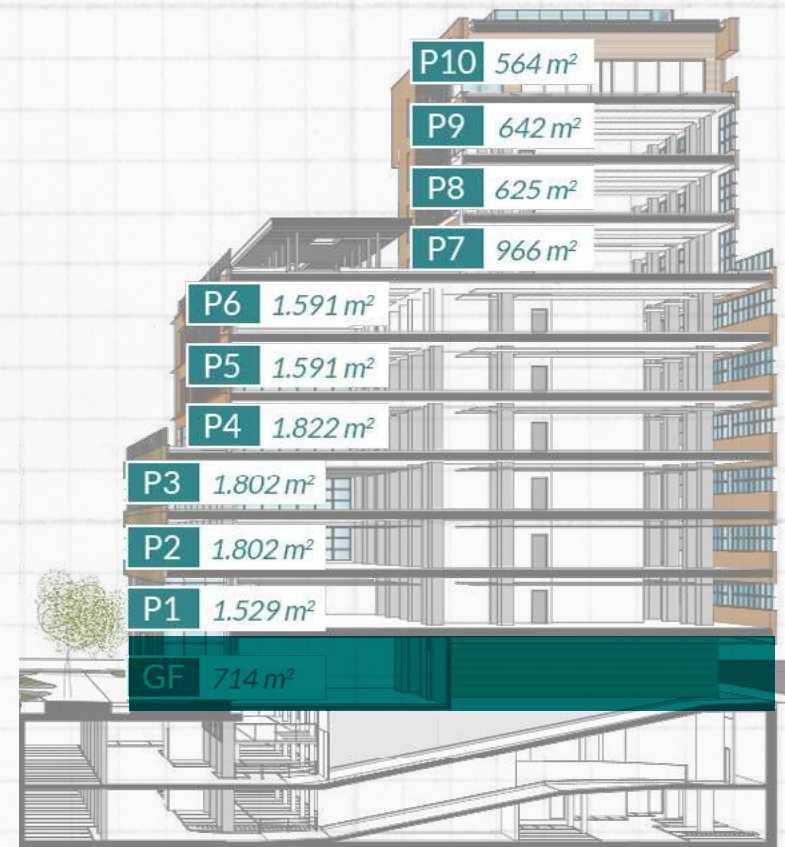 P10 564 m²
P9 642 m²
P8 625 m²
P7 966 m²
P6 1.591 m²
P5 1.591 m²
P4 1.822 m²
P3 1.802 m²
P2 1.802 m²
P1 1.529 m²
GF 714 m²